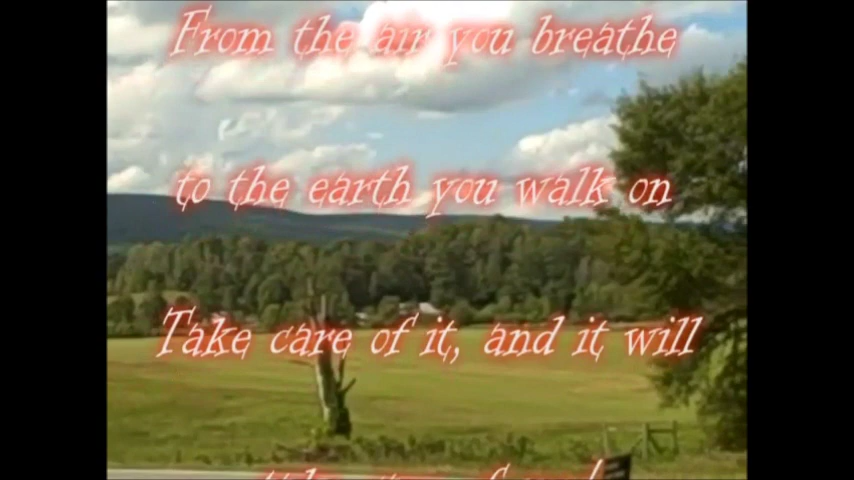 From the air you breathe
to the earth you walk on
Take care of it, and it will